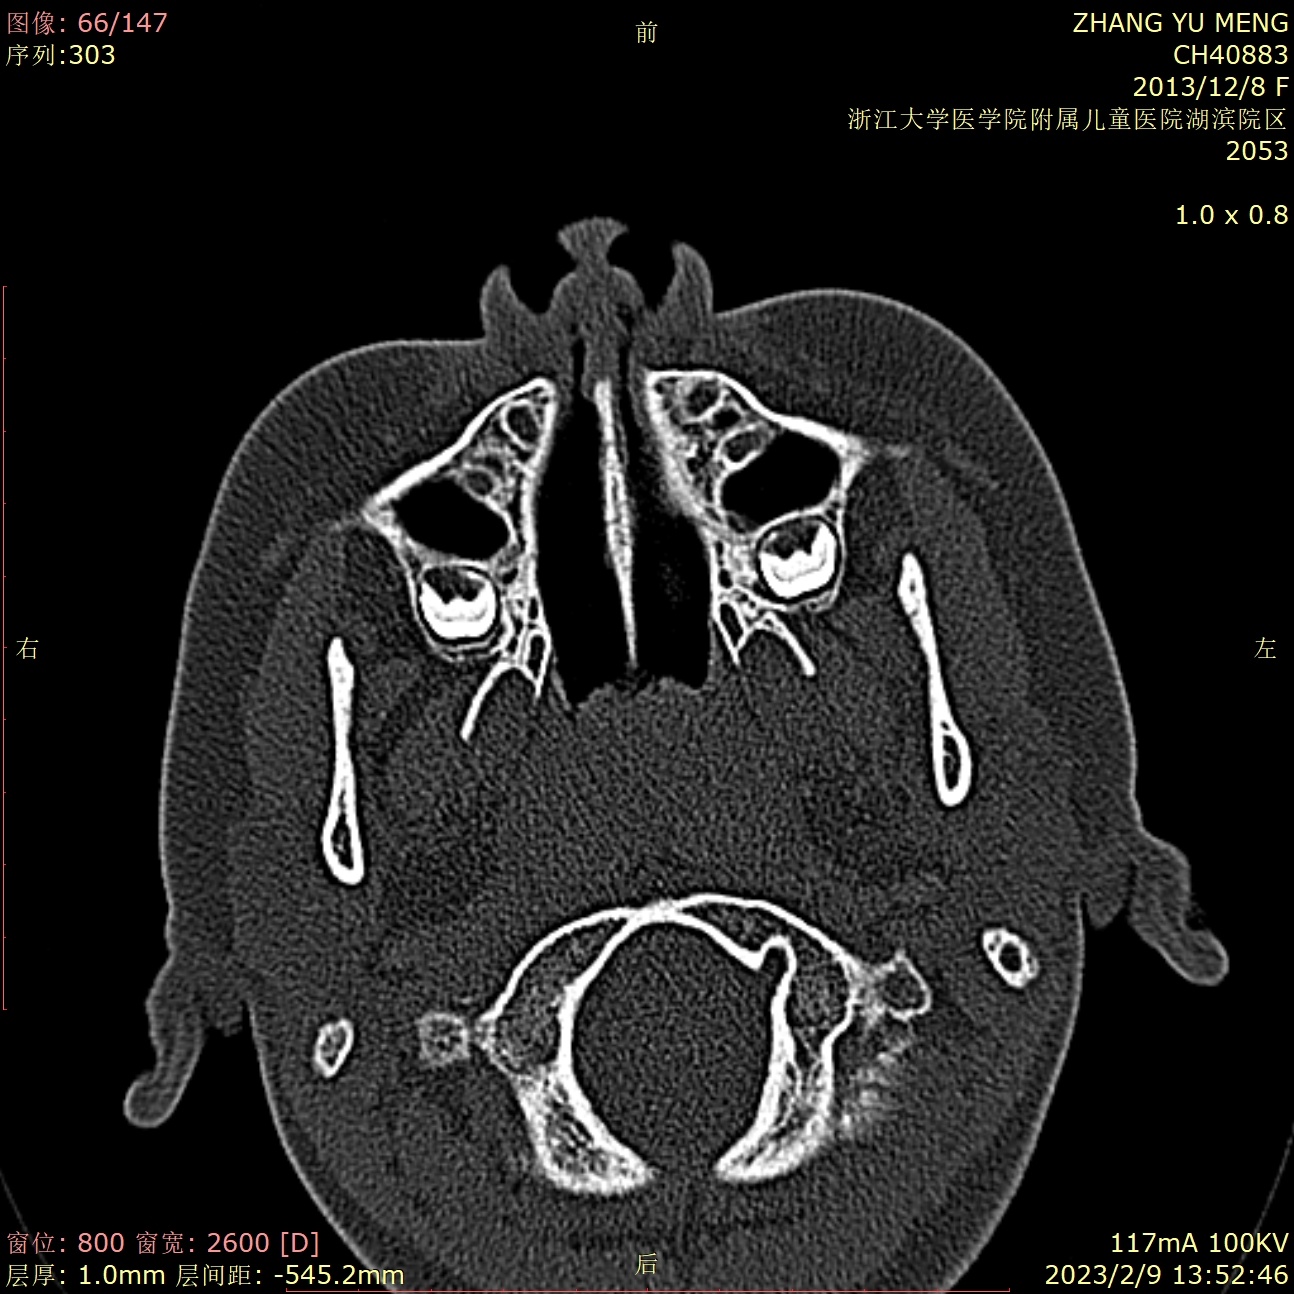 图像: 66/147
序列:303
前
ZHANG YU MENG
CH40883
2013/12/8 F
浙江大学医学院附属儿童医院湖滨院区
2053
1.0 x 0.8
右
左
窗位: 800 窗宽: 2600 [D]
层厚: 1.0mm 层间距: -545.2mm
后
117mA 100KV
2023/2/9 13:52:46